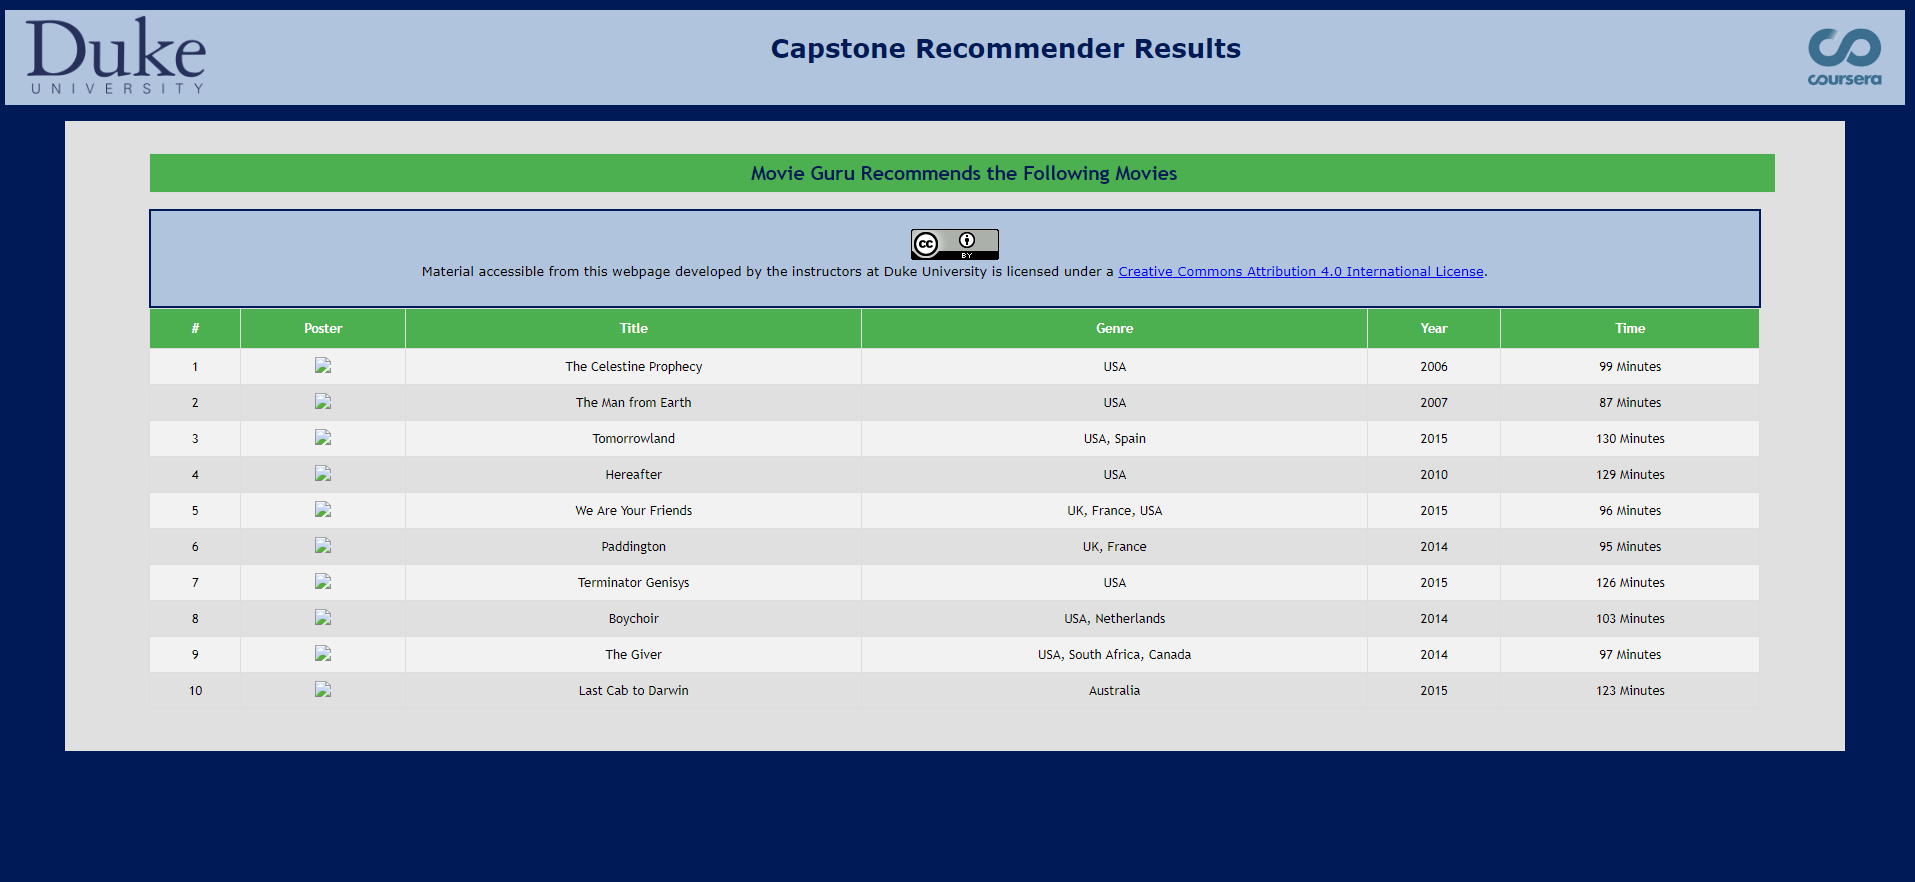 Duke
UNIVERSITY
Capstone Recommender Results
coursera
Movie Guru Recommends the Following Movies
cc BY
Material accessible from this webpage developed by the instructors at Duke University is licensed under a Creative Commons Attribution 4.0 International License.
# Poster Title Genre Year Time
1 The Celestine Prophecy USA 2006 99 Minutes
2 The Man from Earth USA 2007 87 Minutes
3 Tomorrowland USA, Spain 2015 130 Minutes
4 Hereafter USA 2010 129 Minutes
5 We Are Your Friends UK, France, USA 2015 96 Minutes
6 Paddington UK, France 2014 95 Minutes
7 Terminator Genisys USA 2015 126 Minutes
8 Boychoir USA, Netherlands 2014 103 Minutes
9 The Giver USA, South Africa, Canada 2014 97 Minutes
10 Last Cab to Darwin Australia 2015 123 Minutes